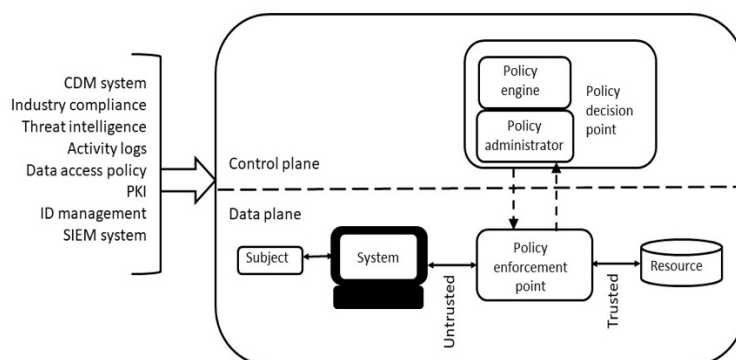 CDM system
Industry compliance
Threat intelligence
Activity logs
Data access policy
PKI
ID management
SIEM system
Policy
engine
Policy
administrator
Policy
decision
point
Control plane
Data plane
Subject
System
Untrusted
Policy
enforcement
point
Trusted
Resource